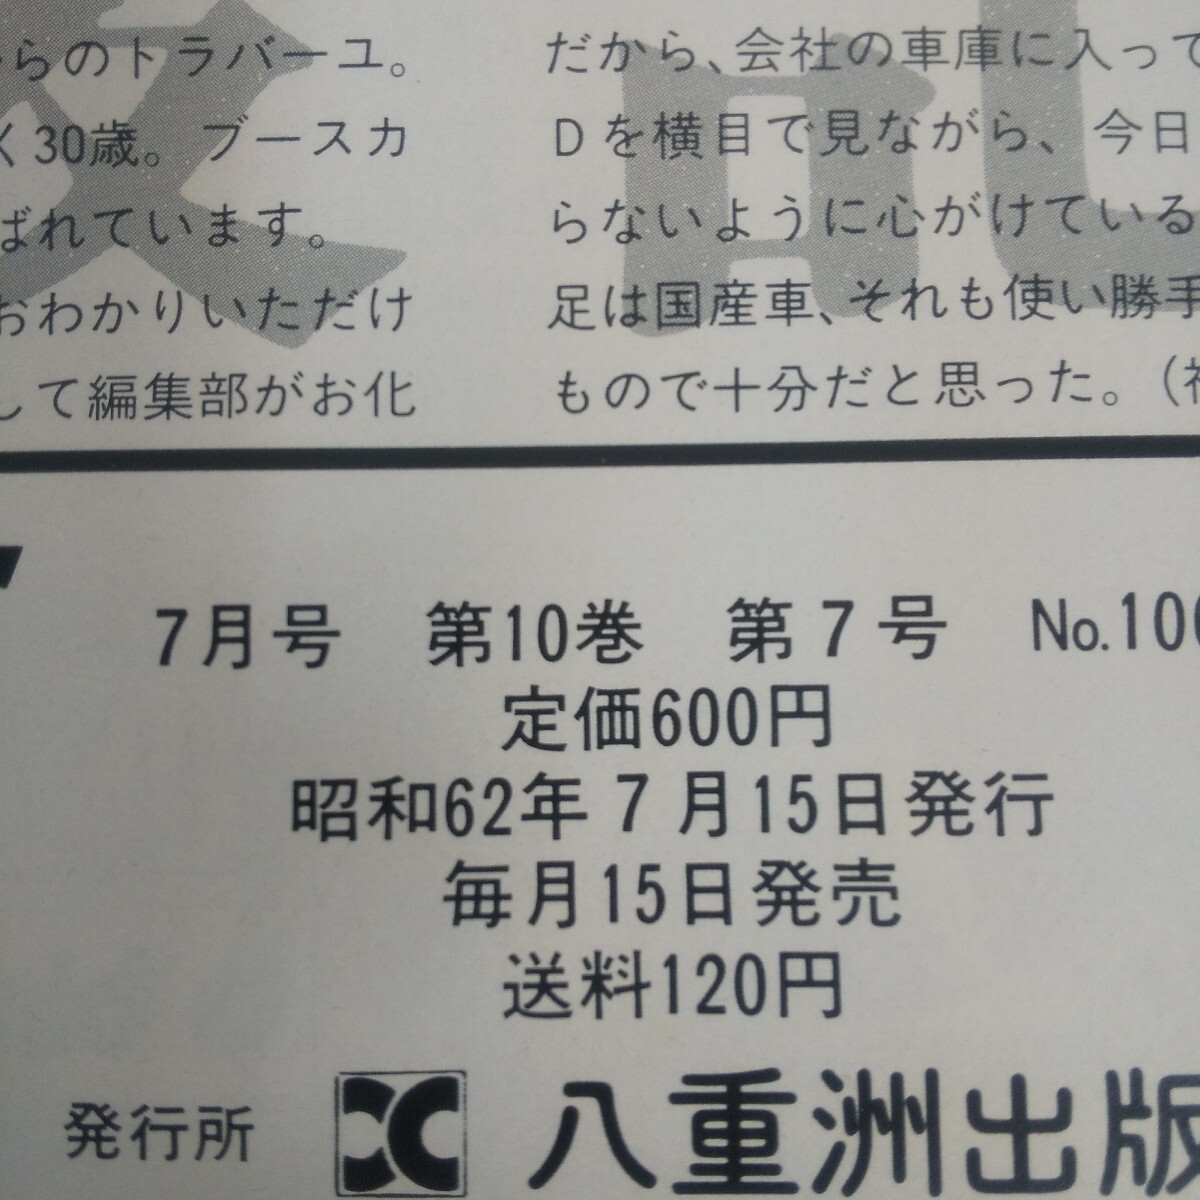 らのトラバーユ。
く30歳。ブースカ
ばれています。
おわかりいただけ
して編集部がお化
だから、会社の車庫に入って
Dを横目で見ながら、今日
らないように心がけている
足は国産車、それも使い勝手
もので十分だと思った。(
7月号 第10巻 第7号 No.10
定価600円
昭和62年7月15日発行
毎月15日発売
送料120円
発行所 八重洲出版